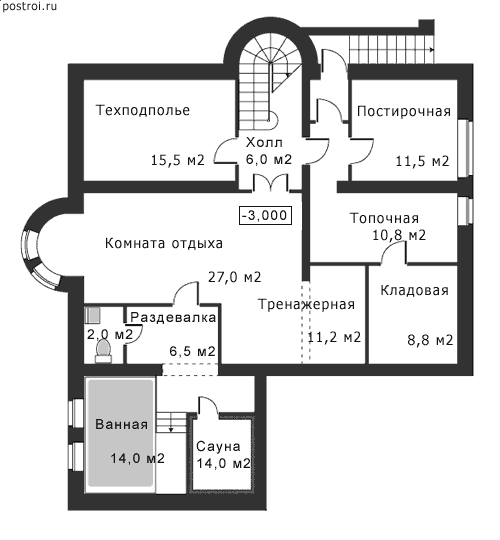 postroi.ru
Техподполье
15,5 м2
Холл
6,0 м2
Постирочная
11,5 м2
-3,000
Топочная
10,8 м2
Комната отдыха
27,0 м2
Тренажерная
11,2 м2
Кладовая
8,8 м2
Раздевалка
2,0 м2
6,5 м2
Ванная
14,0 м2
Сауна
14,0 м2